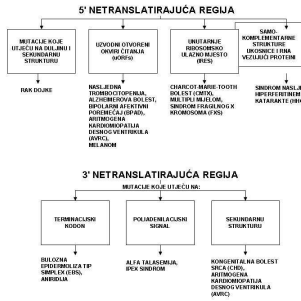 5' NETRANSLATIRAJUĆA REGIJA
MUTACIJE KOJE
UTJEČU NA DULJINU I
SEKUNDARNU
STRUKTURU
UZVODNI OTVORENI
OKVIR ČITANJA
(uORFs)
UNUTARNJE
RIBOSOMSKO
ULAZNO MJESTO
(IRES)
SAMO-
KOMPLEMENTARNE
STRUKTURE
UKOSNICE I RNA
VEZUJUĆI PROTEINI
RAK DOJKE
NASLJEDNA
TROMBOCITOPENIJA,
ALZHEIMEROVA BOLEST,
BIPOLARNI AFEKTIVNI
POREMEĆAJ (BPAD),
ARITMOGENA
KARDIOMIOPATIJA
DESNOG VENTRIKULA
(AVRC),
MELANOM
CHARCOT-MARIE-TOOTH
BOLEST (CMTX),
MULTIPLI MIJELOM,
SINDROM FRAGILNOG X
KROMOSOMA (FXS)
SINDROM NASLJ
HIPERFERITINEM
KATARAKTE (HH
3' NETRANSLATIRAJUĆA REGIJA
MUTACIJE KOJE UTJEČU NA:
TERMINACIJSKI
KODON
POLIADENILACIJSKI
SIGNAL
SEKUNDARNU
STRUKTURU
BULOZNA
EPIDERMOLIZA TIP
SIMPLEX (EBS),
ANIRIDIJA
ALFA TALASEMIJA,
IPEX SINDROM
KONGENITALNA BOLEST
SRCA (CHD),
ARITMOGENA
KARDIOMIOPATIJA
DESNOG VENTRIKULA
(AVRC)